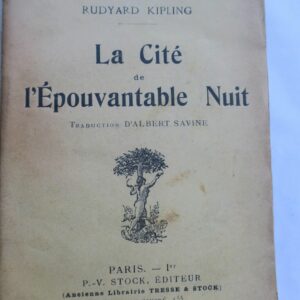 RUDYARD KIPLING
La Cité
de
l'Épouvantable Nuit
TRADUCTION D'ALBERT SAVINE
PARIS. — Ier
P.-V. STOCK, ÉDITEUR
(Ancienne Librairie TRESSE & STOCK)